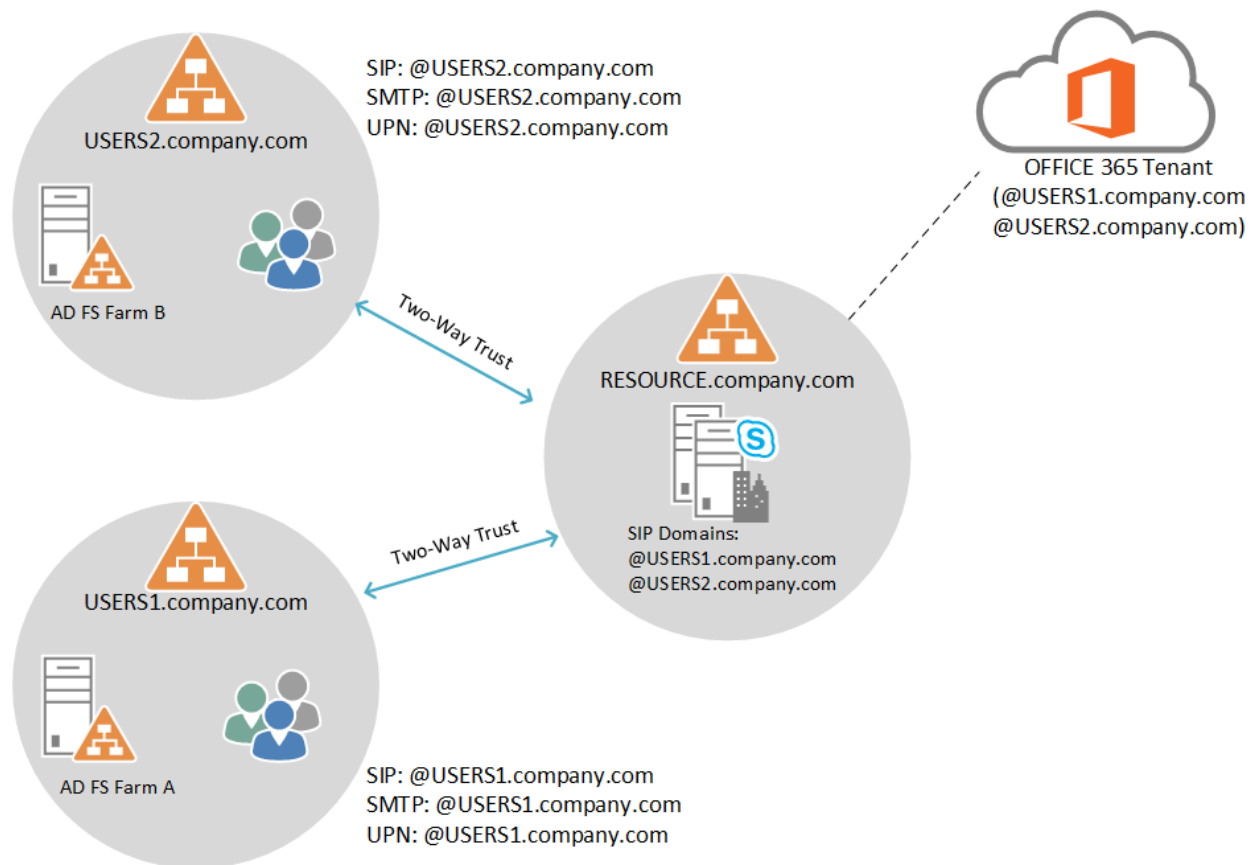 USERS2.company.com
AD FS Farm B
SIP: @USERS2.company.com
SMTP: @USERS2.company.com
UPN: @USERS2.company.com
OFFICE 365 Tenant
(@USERS1.company.com
@USERS2.company.com)
Two-Way Trust
RESOURCE.company.com
S
SIP Domains:
@USERS1.company.com
@USERS2.company.com
Two-Way Trust
USERS1.company.com
AD FS Farm A
SIP: @USERS1.company.com
SMTP: @USERS1.company.com
UPN: @USERS1.company.com